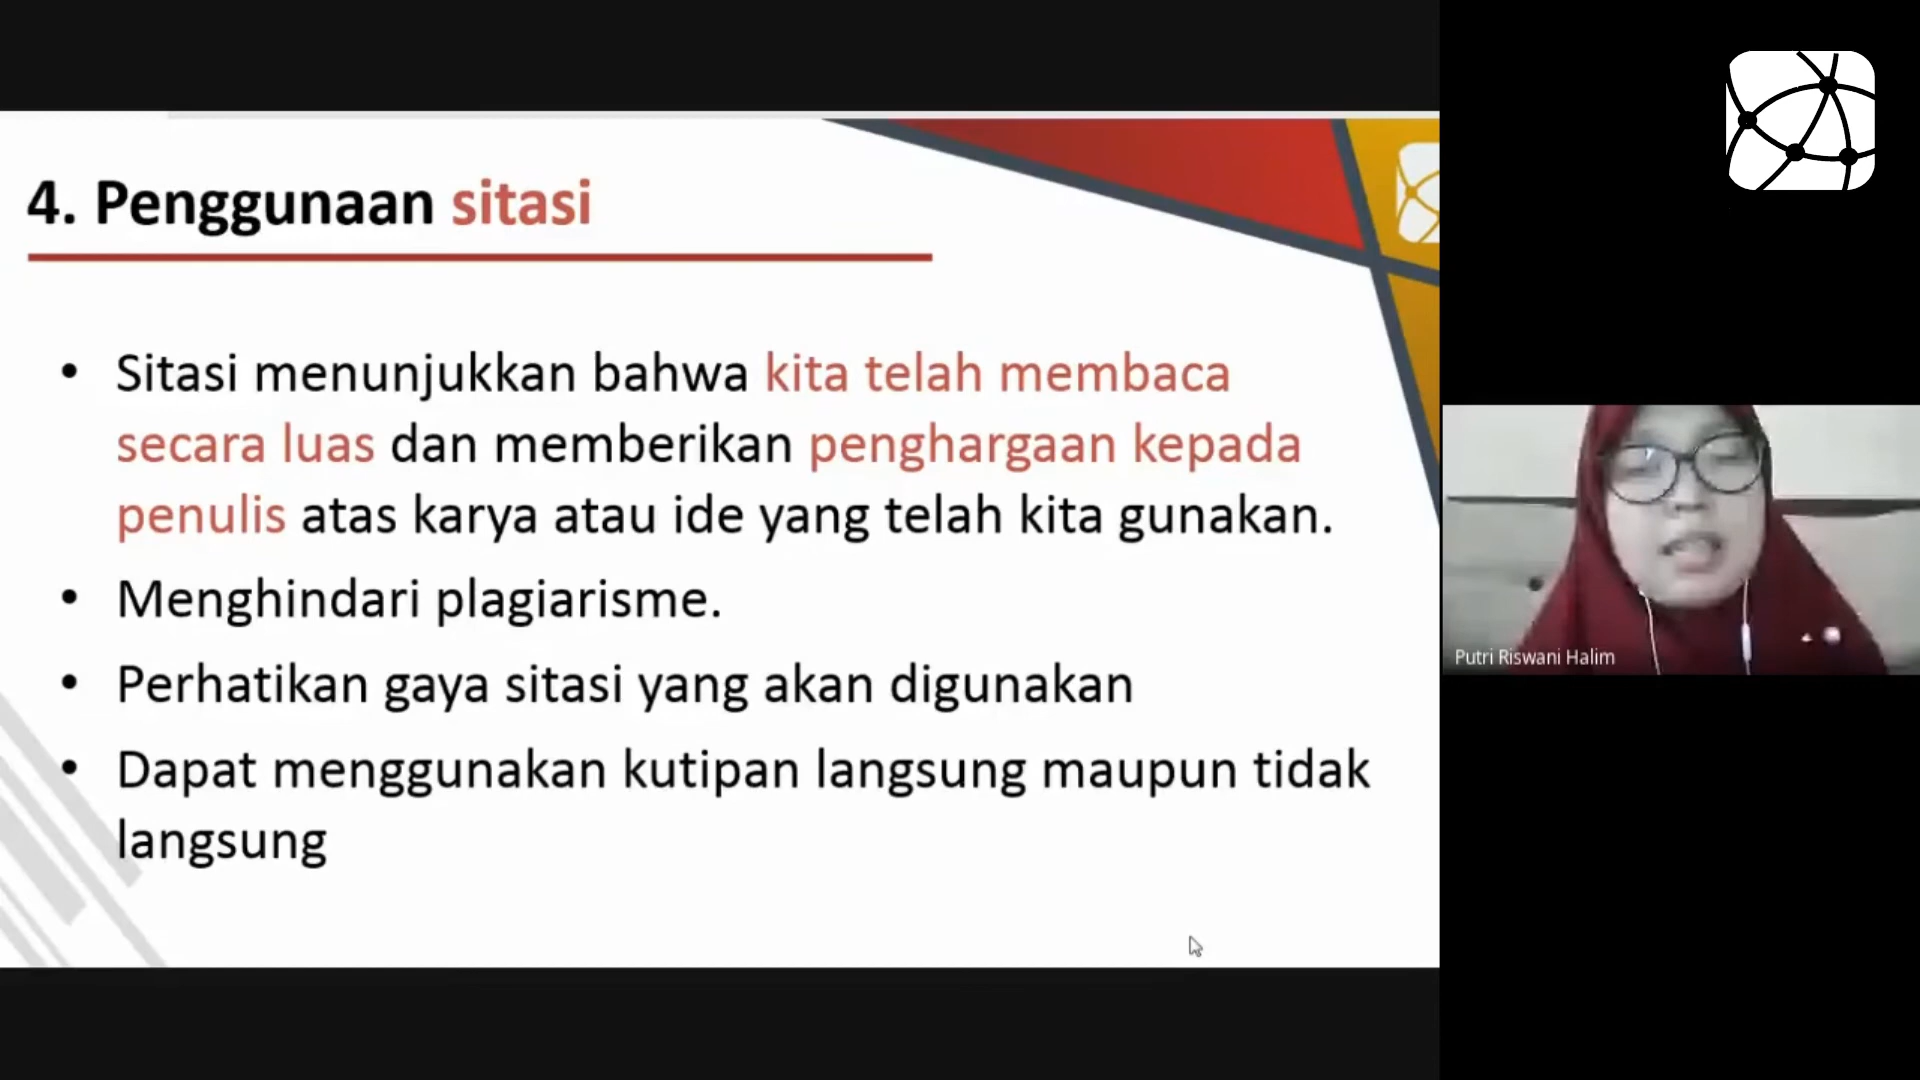 4. Penggunaan sitasi
• Sitasi menunjukkan bahwa kita telah membaca
secara luas dan memberikan penghargaan kepada
penulis atas karya atau ide yang telah kita gunakan.
• Menghindari plagiarisme.
• Perhatikan gaya sitasi yang akan digunakan
• Dapat menggunakan kutipan langsung maupun tidak
langsung
Putri Riswani Halim